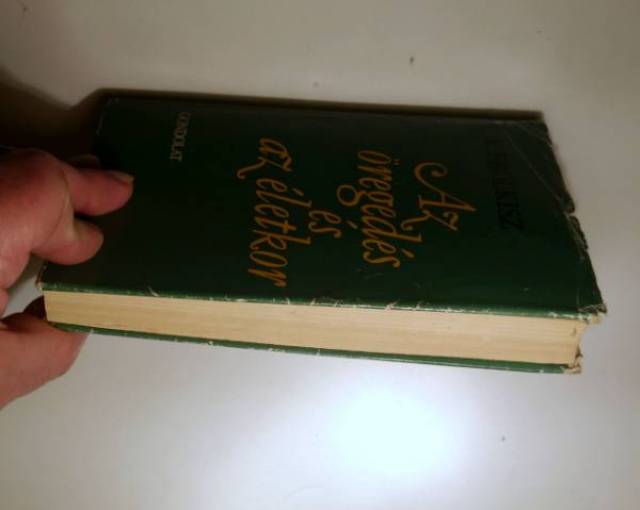 Az
öregedés
és
az életkor
GONDOLAT